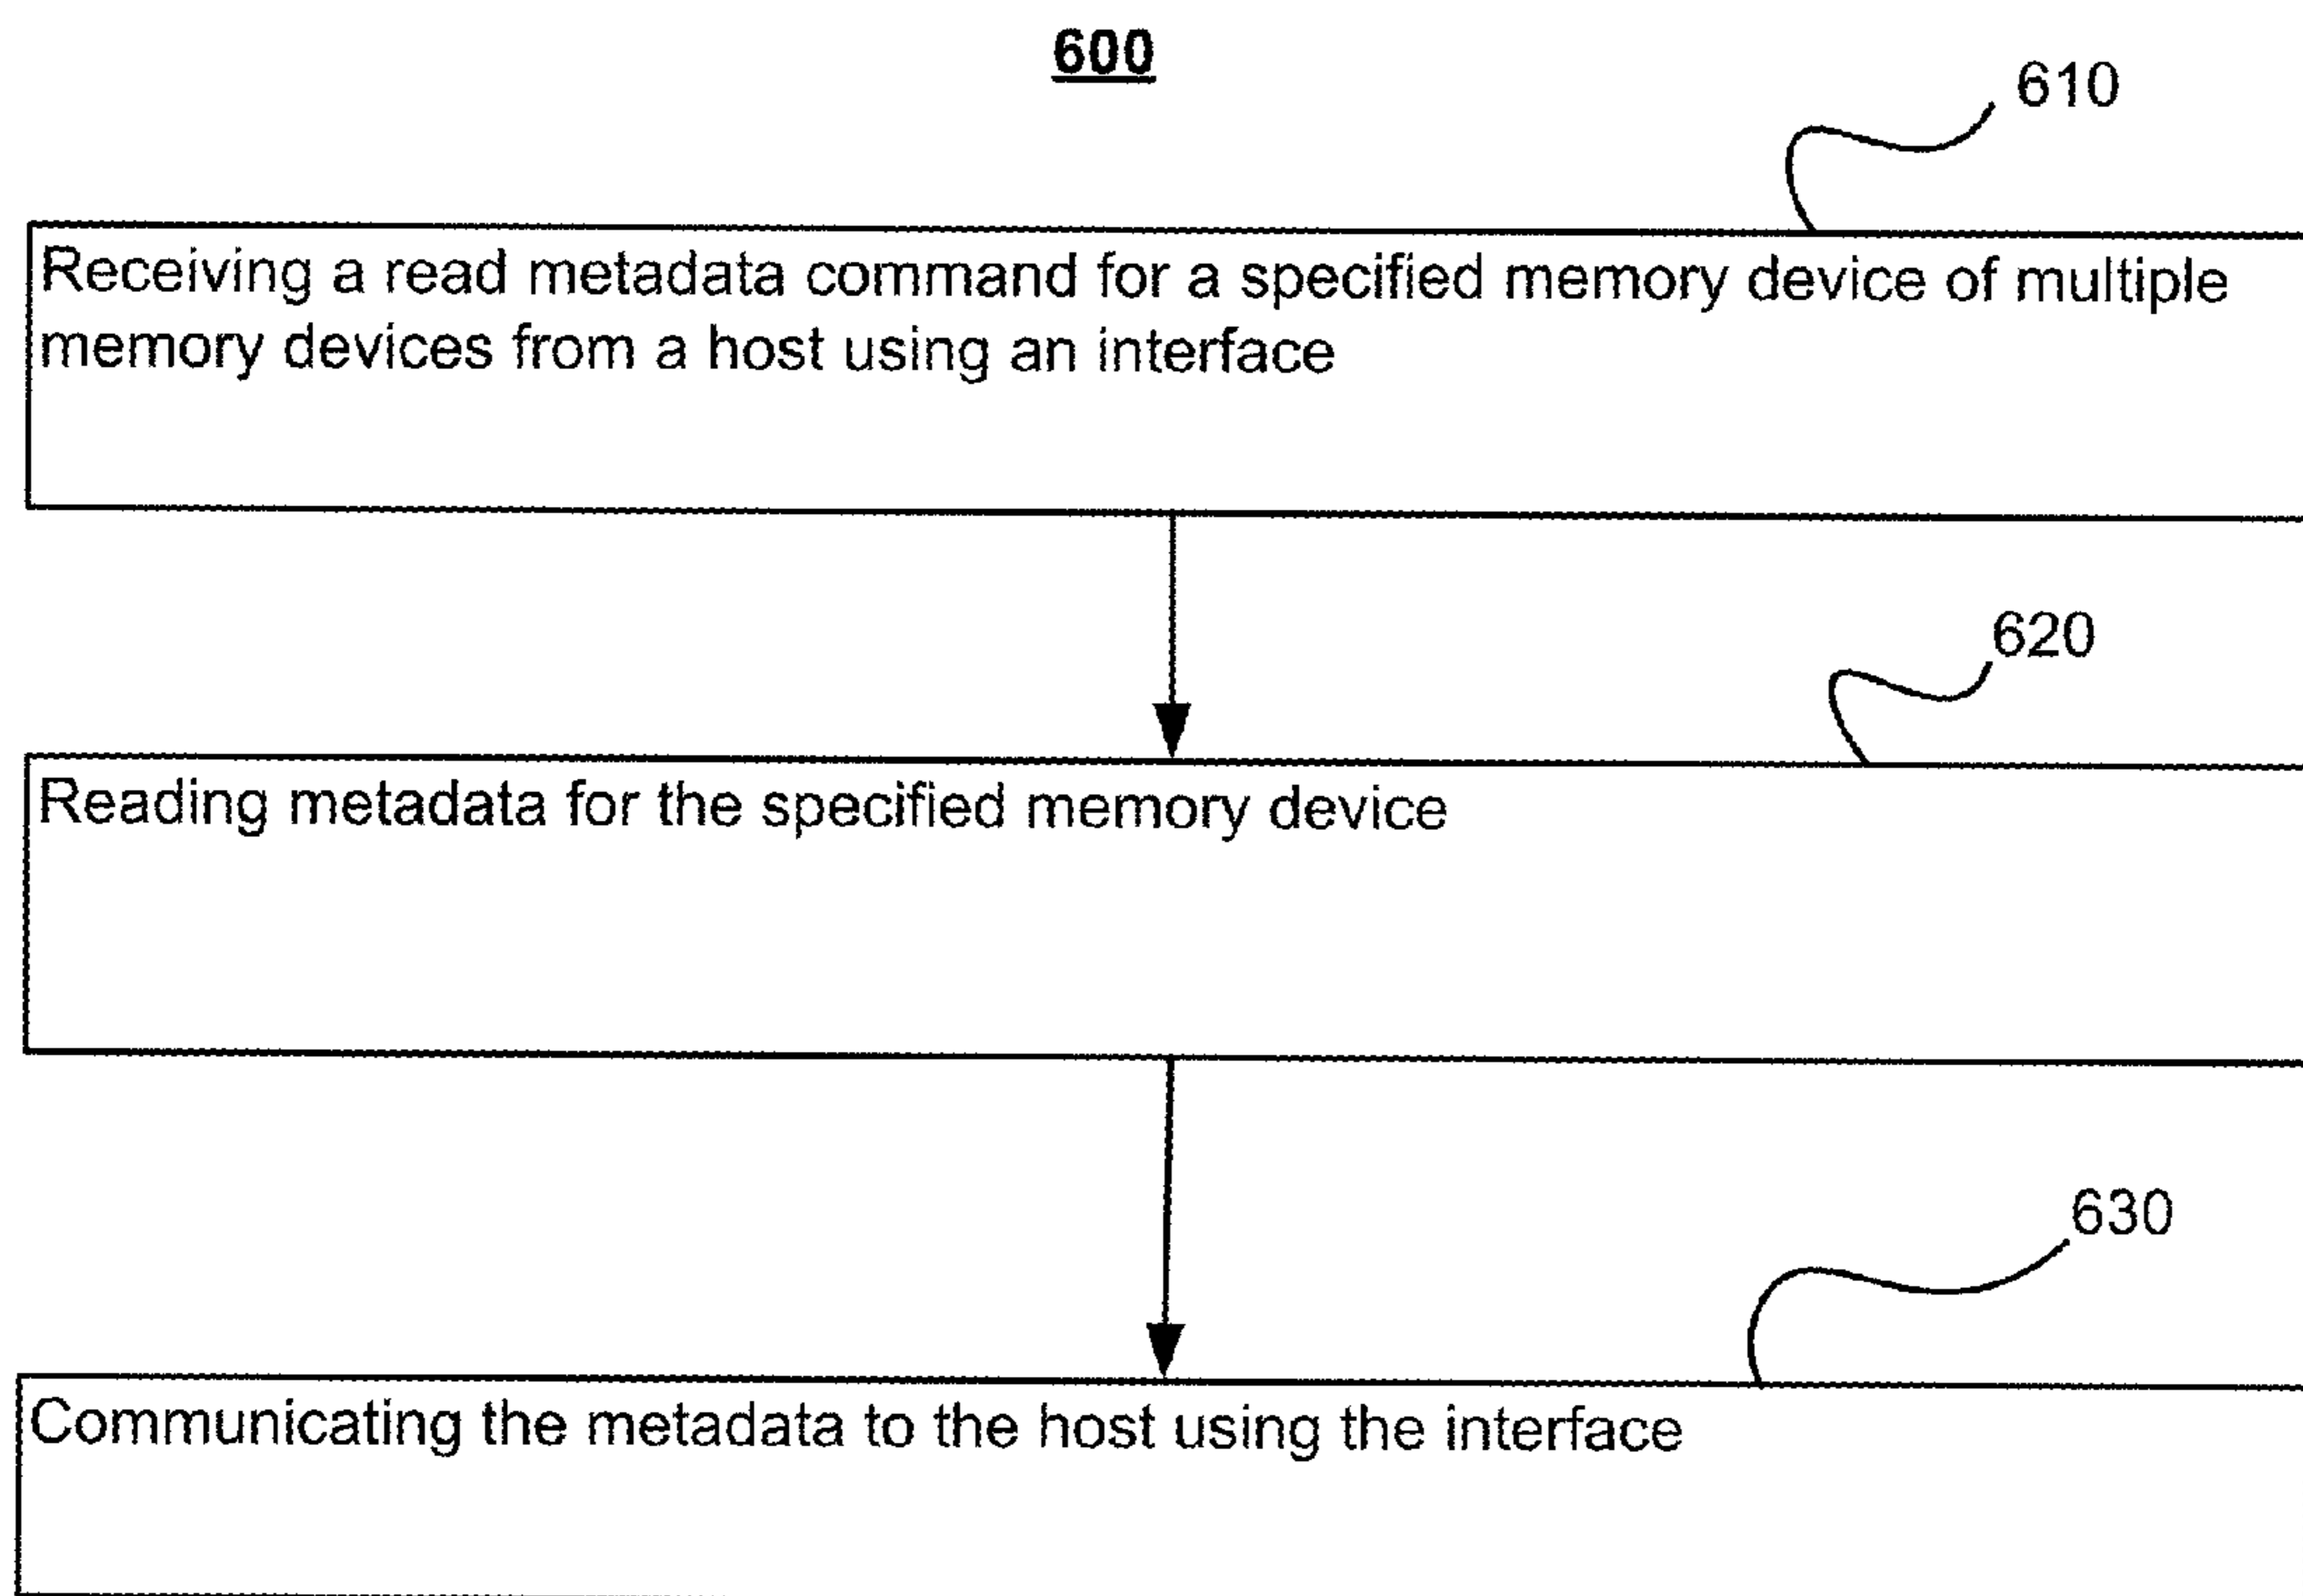 600
610
Receiving a read metadata command for a specified memory device of multiple
memory devices from a host using an interface
620
Reading metadata for the specified memory device
630
Communicating the metadata to the host using the interface